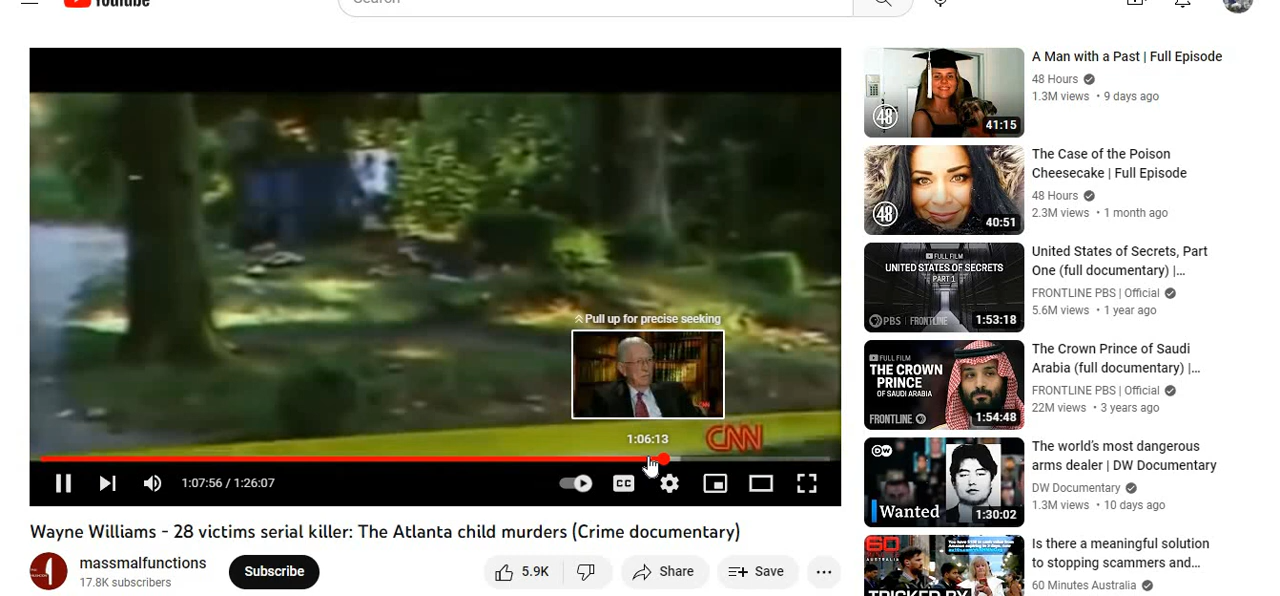 YouTube
Search
Pull up for precise seeking
CNN
1:06:13
CC
1:07:56 / 1:26:07
Wayne Williams - 28 victims serial killer: The Atlanta child murders (Crime documentary)
massmalfunctions
17.8K subscribers
Subscribe
5.9K
Share
Save
48
41:15
A Man with a Past | Full Episode
48 Hours
1.3M views • 9 days ago
48
40:51
The Case of the Poison
Cheesecake | Full Episode
48 Hours
2.3M views • 1 month ago
FULL FILM
UNITED STATES OF SECRETS
PART 1
PBS | FRONTLINE
1:53:18
United States of Secrets, Part
One (full documentary) |...
FRONTLINE PBS | Official
5.6M views • 1 year ago
FULL FILM
THE CROWN
PRINCE
OF SAUDI ARABIA
FRONTLINE
1:54:48
The Crown Prince of Saudi
Arabia (full documentary) |...
FRONTLINE PBS | Official
22M views • 3 years ago
DW
Wanted
1:30:02
The world's most dangerous
arms dealer | DW Documentary
DW Documentary
1.3M views • 10 days ago
60
AUSTRALIA
TRICKED BY
Is there a meaningful solution
to stopping scammers and...
60 Minutes Australia